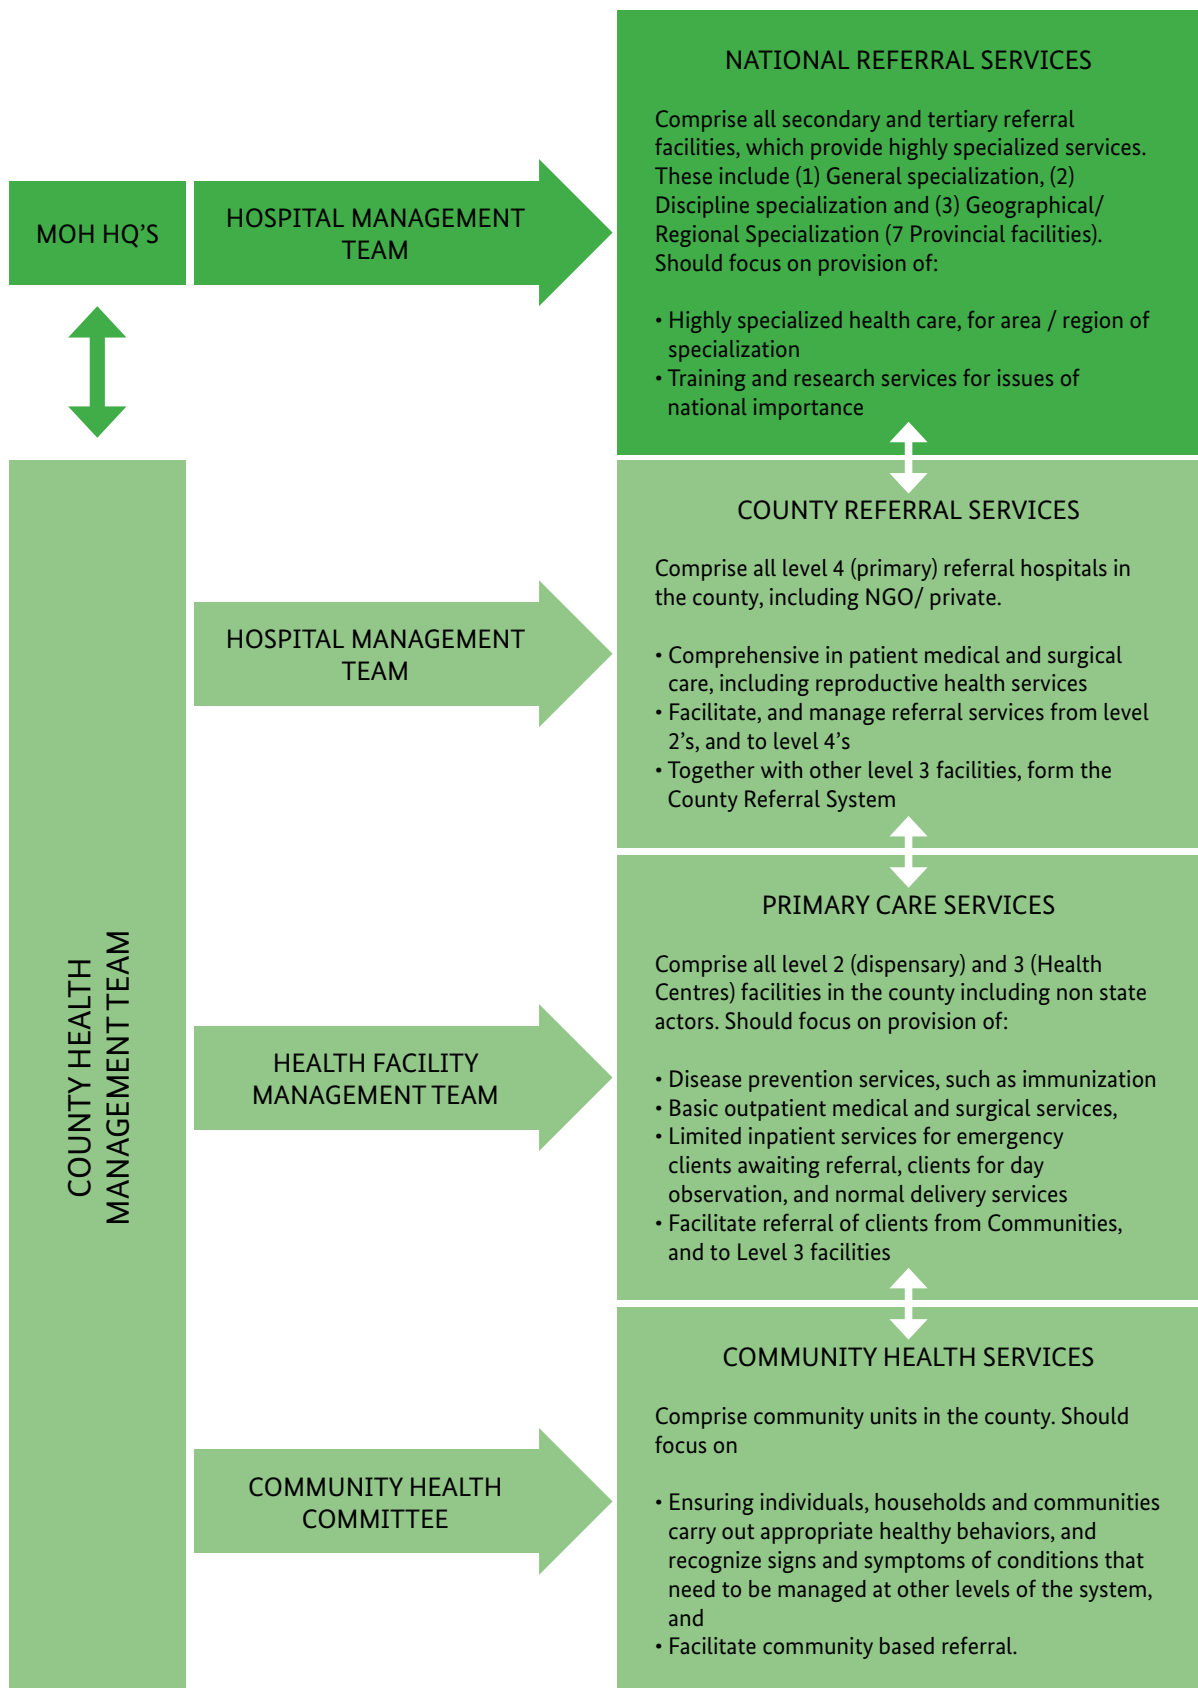 NATIONAL REFERRAL SERVICES
Comprise all secondary and tertiary referral
facilities, which provide highly specialized services.
These include (1) General specialization, (2)
Discipline specialization and (3) Geographical/
Regional Specialization (7 Provincial facilities).
Should focus on provision of:
• Highly specialized health care, for area / region of
specialization
• Training and research services for issues of
national importance
MOH HQ’S
HOSPITAL MANAGEMENT
TEAM
COUNTY REFERRAL SERVICES
Comprise all level 4 (primary) referral hospitals in
the county, including NGO/ private.
• Comprehensive in patient medical and surgical
care, including reproductive health services
• Facilitate, and manage referral services from level
2’s, and to level 4’s
• Together with other level 3 facilities, form the
County Referral System
HOSPITAL MANAGEMENT
TEAM
COUNTY HEALTH
MANAGEMENT TEAM
PRIMARY CARE SERVICES
Comprise all level 2 (dispensary) and 3 (Health
Centres) facilities in the county including non state
actors. Should focus on provision of:
• Disease prevention services, such as immunization
• Basic outpatient medical and surgical services,
• Limited inpatient services for emergency
clients awaiting referral, clients for day
observation, and normal delivery services
• Facilitate referral of clients from Communities,
and to Level 3 facilities
HEALTH FACILITY
MANAGEMENT TEAM
COMMUNITY HEALTH SERVICES
Comprise community units in the county. Should
focus on
• Ensuring individuals, households and communities
carry out appropriate healthy behaviors, and
recognize signs and symptoms of conditions that
need to be managed at other levels of the system,
and
• Facilitate community based referral.
COMMUNITY HEALTH
COMMITTEE